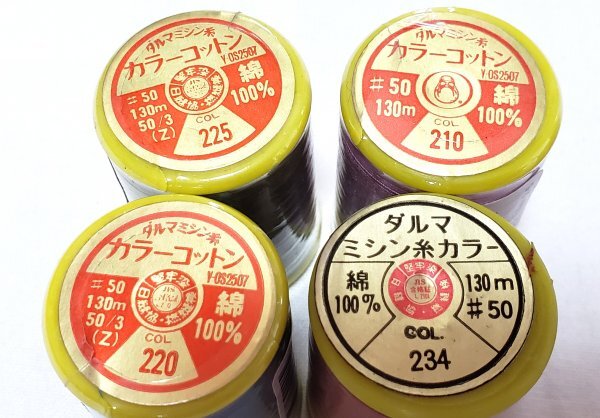 ダルマミシン糸
カラーコットン
Y-OS2507
#50
130m
50/3
(Z)
綿
100%
COL.
225
ダルマミシン糸
カラーコットン
Y-OS2507
#50
130m
綿
100%
COL.
210
ダルマミシン糸
カラーコットン
Y-OS2507
#50
130m
50/3
(Z)
綿
100%
COL.
220
ダルマ
ミシン糸カラー
綿
100%
堅牢染
JIS
130m
#50
COL.
234